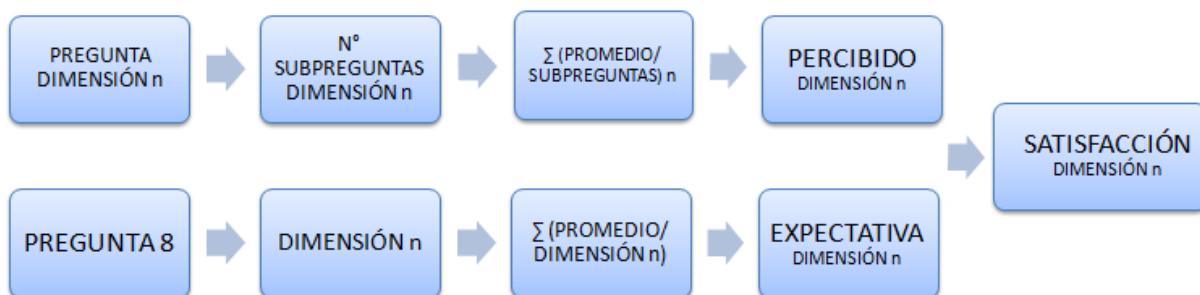 PREGUNTA
DIMENSIÓN n
N°
SUBPREGUNTAS
DIMENSIÓN n
∑ (PROMEDIO/
SUBPREGUNTAS) n
PERCIBIDO
DIMENSIÓN n
SATISFACCIÓN
DIMENSIÓN n
PREGUNTA 8
DIMENSIÓN n
∑ (PROMEDIO/
DIMENSIÓN n)
EXPECTATIVA
DIMENSIÓN n